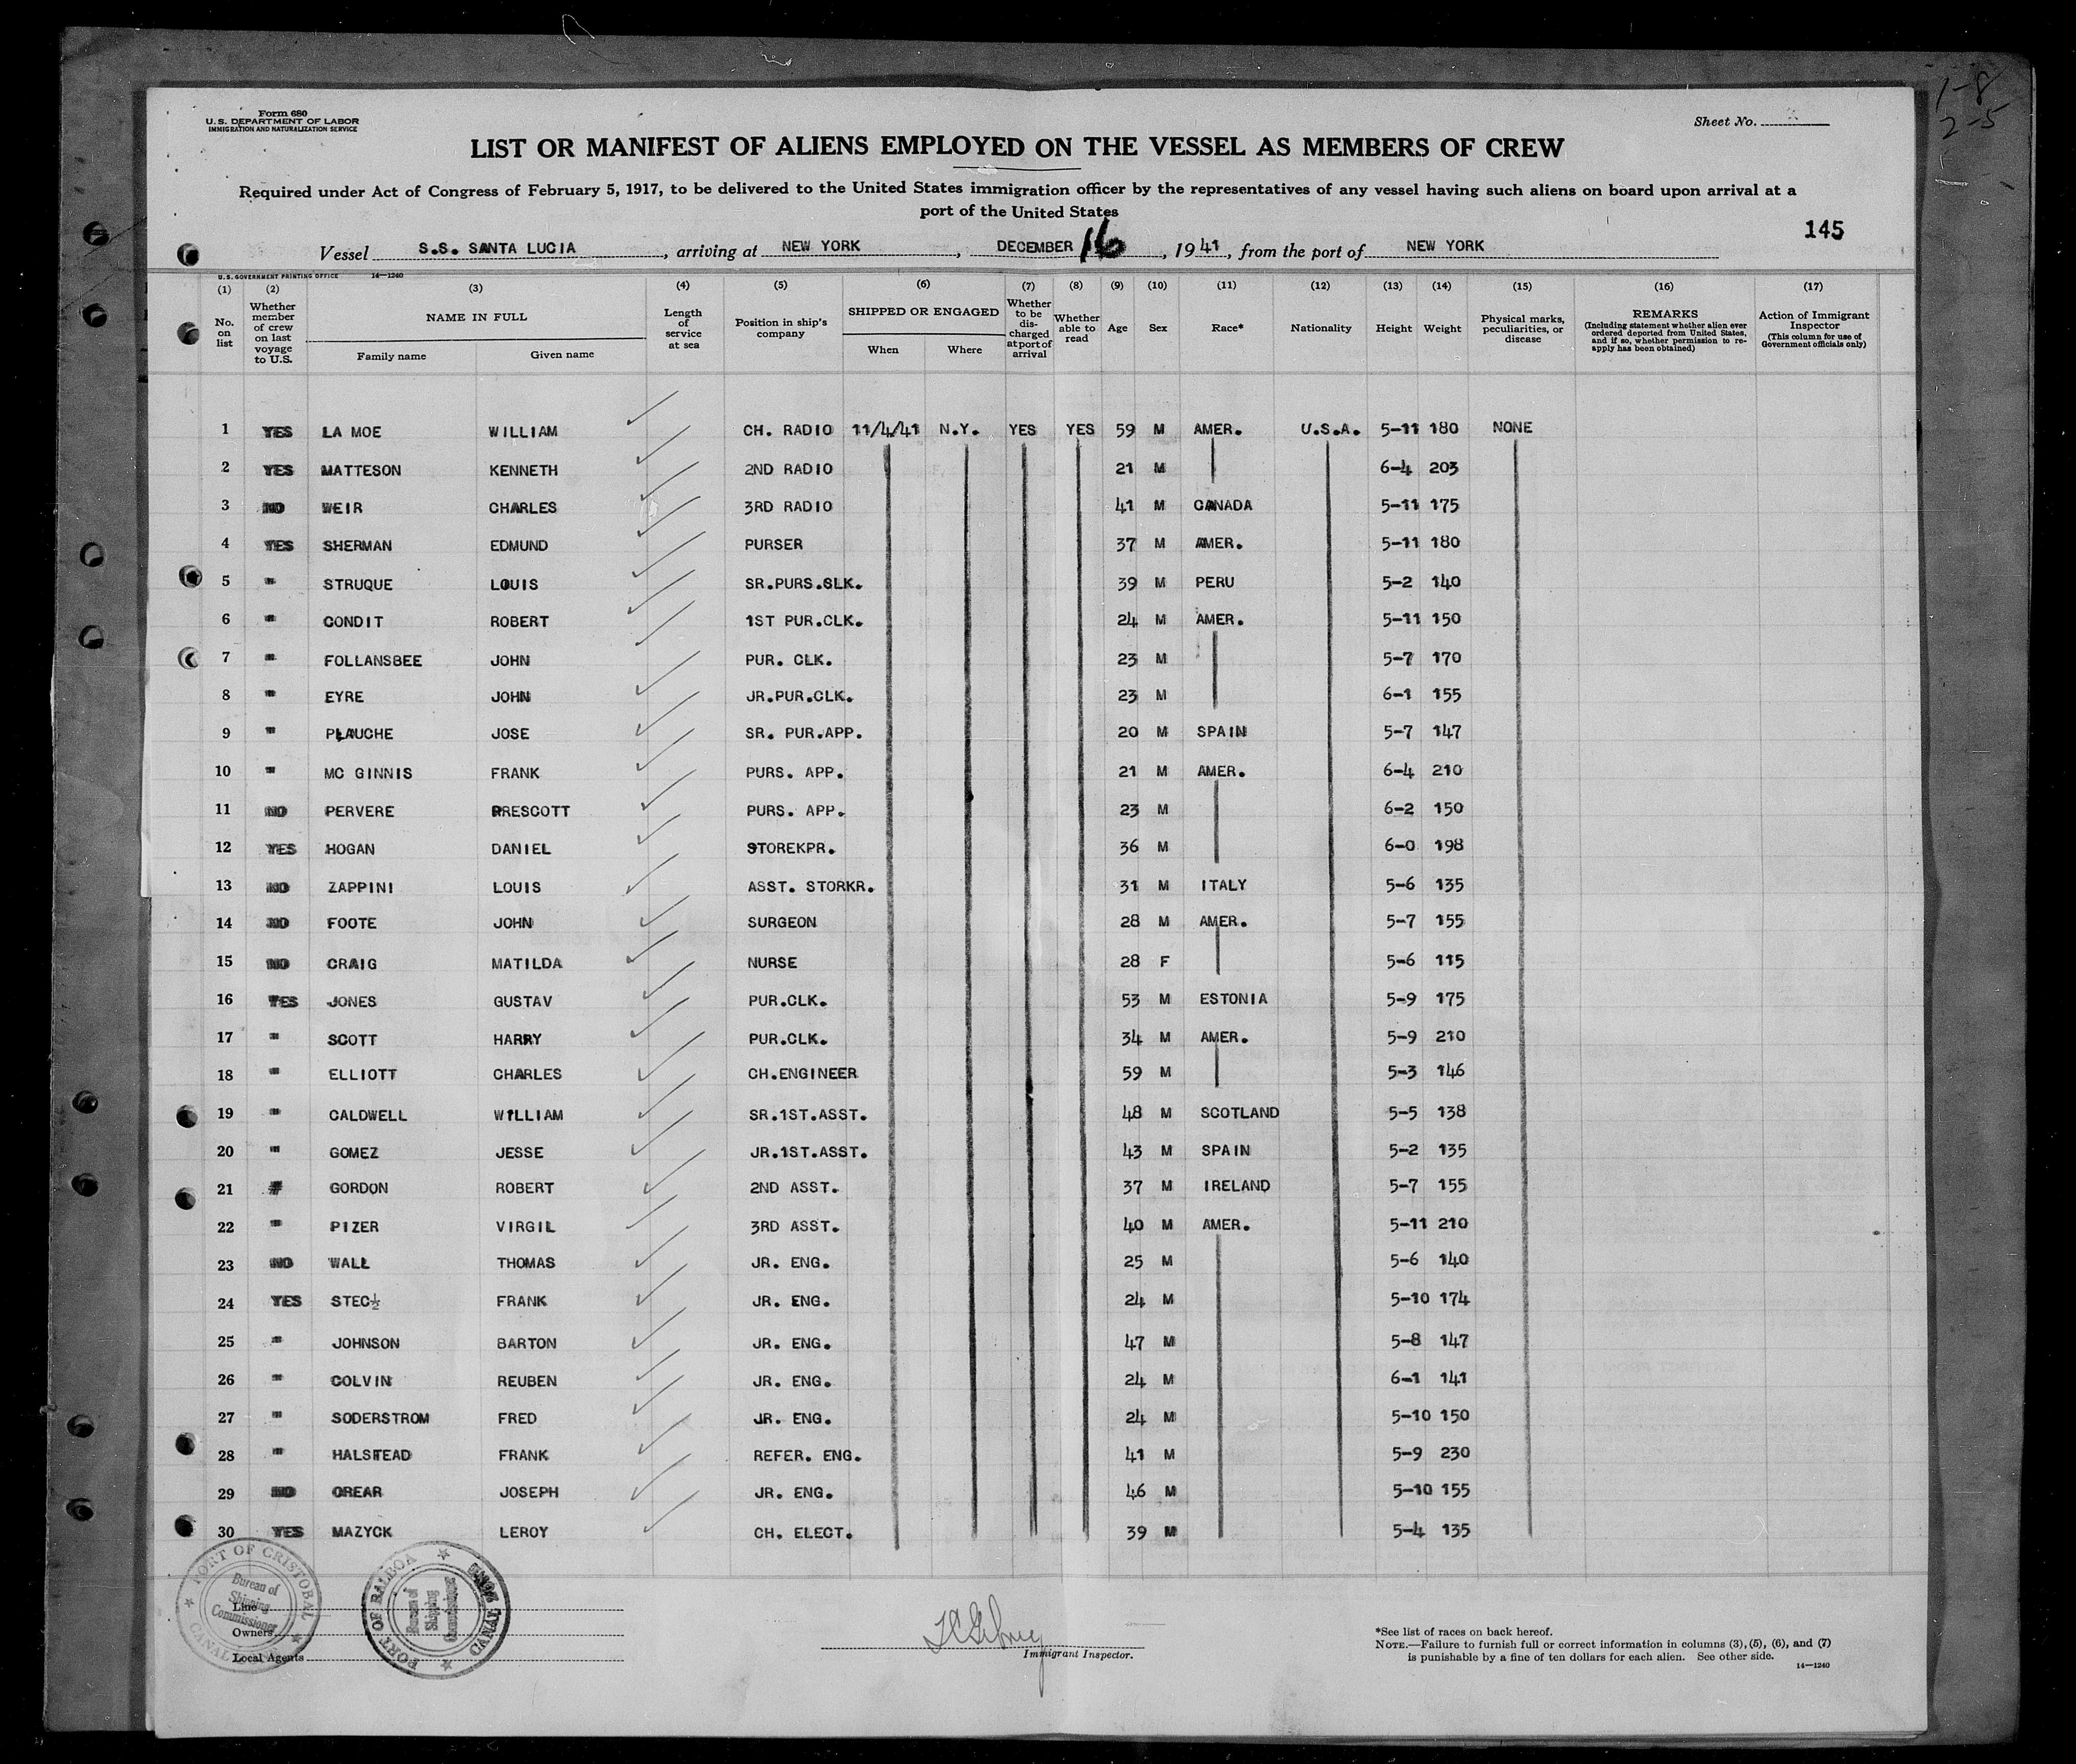 1-8
2-5
Form 680
U.S. DEPARTMENT OF LABOR
IMMIGRATION AND NATURALIZATION SERVICE
Sheet No.
LIST OR MANIFEST OF ALIENS EMPLOYED ON THE VESSEL AS MEMBERS OF CREW
Required under Act of Congress of February 5, 1917, to be delivered to the United States immigration officer by the representatives of any vessel having such aliens on board upon arrival at a
port of the United States
145
Vessel S.S. SANTA LUCIA, arriving at NEW YORK, DECEMBER 16, 1941, from the port of NEW YORK
U.S. GOVERNMENT PRINTING OFFICE 14—1240
(1) (2) (3) (4) (5) (6) (7) (8) (9) (10) (11) (12) (13) (14) (15) (16) (17)
No. on list
Whether member of crew on last voyage to U.S.
NAME IN FULL
Family name Given name
Length of service at sea
Position in ship's company
SHIPPED OR ENGAGED
When Where
Whether to be discharged at port of arrival
Whether able to read
Age
Sex
Race*
Nationality
Height
Weight
Physical marks, peculiarities, or disease
REMARKS
(Including statement whether alien ever ordered deported from United States, and if so, whether permission to re-apply has been obtained)
Action of Immigrant Inspector
(This column for use of Government officials only)
1 YES LA MOE WILLIAM CH. RADIO 11/4/41 N.Y. YES YES 59 M AMER. U.S.A. 5-11 180 NONE
2 YES MATTESON KENNETH 2ND RADIO 21 M 6-4 203
3 NO WEIR CHARLES 3RD RADIO 41 M CANADA 5-11 175
4 YES SHERMAN EDMUND PURSER 37 M AMER. 5-11 180
5 " STRUQUE LOUIS SR.PURS.SLK. 39 M PERU 5-2 140
6 " CONDIT ROBERT 1ST PUR.CLK. 24 M AMER. 5-11 150
7 " FOLLANSBEE JOHN PUR. CLK. 23 M 5-7 170
8 " EYRE JOHN JR.PUR.CLK. 23 M 6-1 155
9 " PLAUCHE JOSE SR. PUR.APP. 20 M SPAIN 5-7 147
10 " MC GINNIS FRANK PURS. APP. 21 M AMER. 6-4 210
11 NO PERVERE PRESCOTT PURS. APP. 23 M 6-2 150
12 YES HOGAN DANIEL STOREKPR. 36 M 6-0 198
13 NO ZAPPINI LOUIS ASST. STORKR. 31 M ITALY 5-6 135
14 NO FOOTE JOHN SURGEON 28 M AMER. 5-7 155
15 NO CRAIG MATILDA NURSE 28 F 5-6 115
16 YES JONES GUSTAV PUR.CLK. 53 M ESTONIA 5-9 175
17 " SCOTT HARRY PUR.CLK. 34 M AMER. 5-9 210
18 " ELLIOTT CHARLES CH.ENGINEER 59 M 5-3 146
19 " CALDWELL WILLIAM SR.1ST.ASST. 48 M SCOTLAND 5-5 138
20 " GOMEZ JESSE JR.1ST.ASST. 43 M SPAIN 5-2 135
21 # GORDON ROBERT 2ND ASST. 37 M IRELAND 5-7 155
22 " PIZER VIRGIL 3RD ASST. 40 M AMER. 5-11 210
23 NO WALL THOMAS JR. ENG. 25 M 5-6 140
24 YES STEC½ FRANK JR. ENG. 24 M 5-10 174
25 " JOHNSON BARTON JR. ENG. 47 M 5-8 147
26 " COLVIN REUBEN JR. ENG. 24 M 6-1 141
27 " SODERSTROM FRED JR. ENG. 24 M 5-10 150
28 " HALSTEAD FRANK REFER. ENG. 41 M 5-9 230
29 NO OREAR JOSEPH JR. ENG. 46 M 5-10 155
30 YES MAZYCK LEROY CH. ELECT. 39 M 5-4 135
PORT OF CRISTOBAL
Bureau of Shipping Commissioner
CANAL
PORT OF BALBOA
Bureau of Shipping Commissioner
CANAL ZONE
Line
Owners
Local Agents
Immigrant Inspector.
*See list of races on back hereof.
NOTE.—Failure to furnish full or correct information in columns (3), (5), (6), and (7)
is punishable by a fine of ten dollars for each alien. See other side.
14—1240